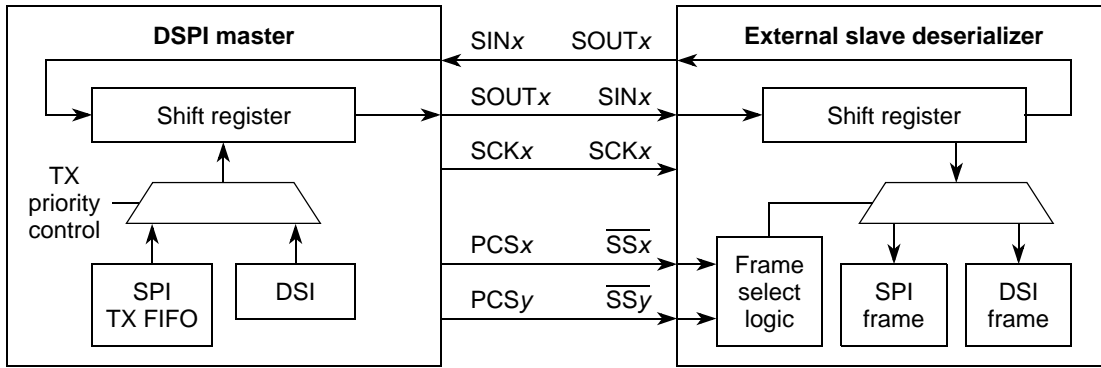 DSPI master
SINx SOUTx
External slave deserializer
Shift register
SOUTx SINx
Shift register
SCKx SCKx
TX
priority
control
PCSx SSx
PCSy SSy
SPI
TX FIFO
DSI
Frame
select
logic
SPI
frame
DSI
frame